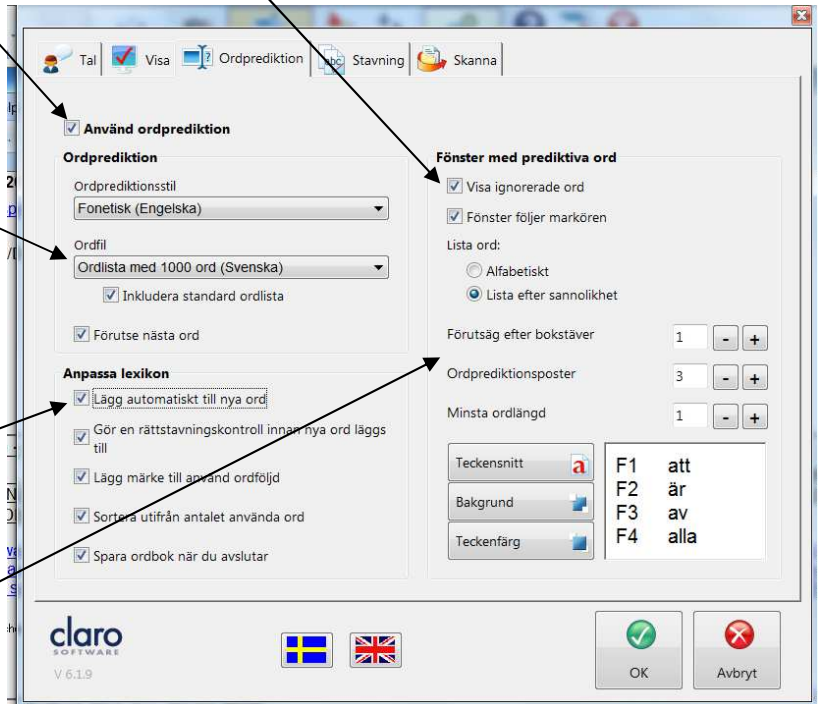 Tal Visa Ordprediktion Stavning Skanna
Använd ordprediktion
Ordprediktion
Ordprediktionsstil
Fonetisk (Engelska)
Ordfil
Ordlista med 1000 ord (Svenska)
Inkludera standard ordlista
Förutse nästa ord
Anpassa lexikon
Lägg automatiskt till nya ord
Gör en rättstavningskontroll innan nya ord läggs
till
Lägg märke till använd ordföljd
Sortera utifrån antalet använda ord
Spara ordbok när du avslutar
Fönster med prediktiva ord
Visa ignorerade ord
Fönster följer markören
Lista ord:
Alfabetiskt
Lista efter sannolikhet
Förutsäg efter bokstäver 1 - +
Ordprediktionsposter 3 - +
Minsta ordlängd 1 - +
Teckensnitt a
Bakgrund
Teckenfärg
F1 att
F2 är
F3 av
F4 alla
claro
SOFTWARE
V 6.1.9
OK
Avbryt